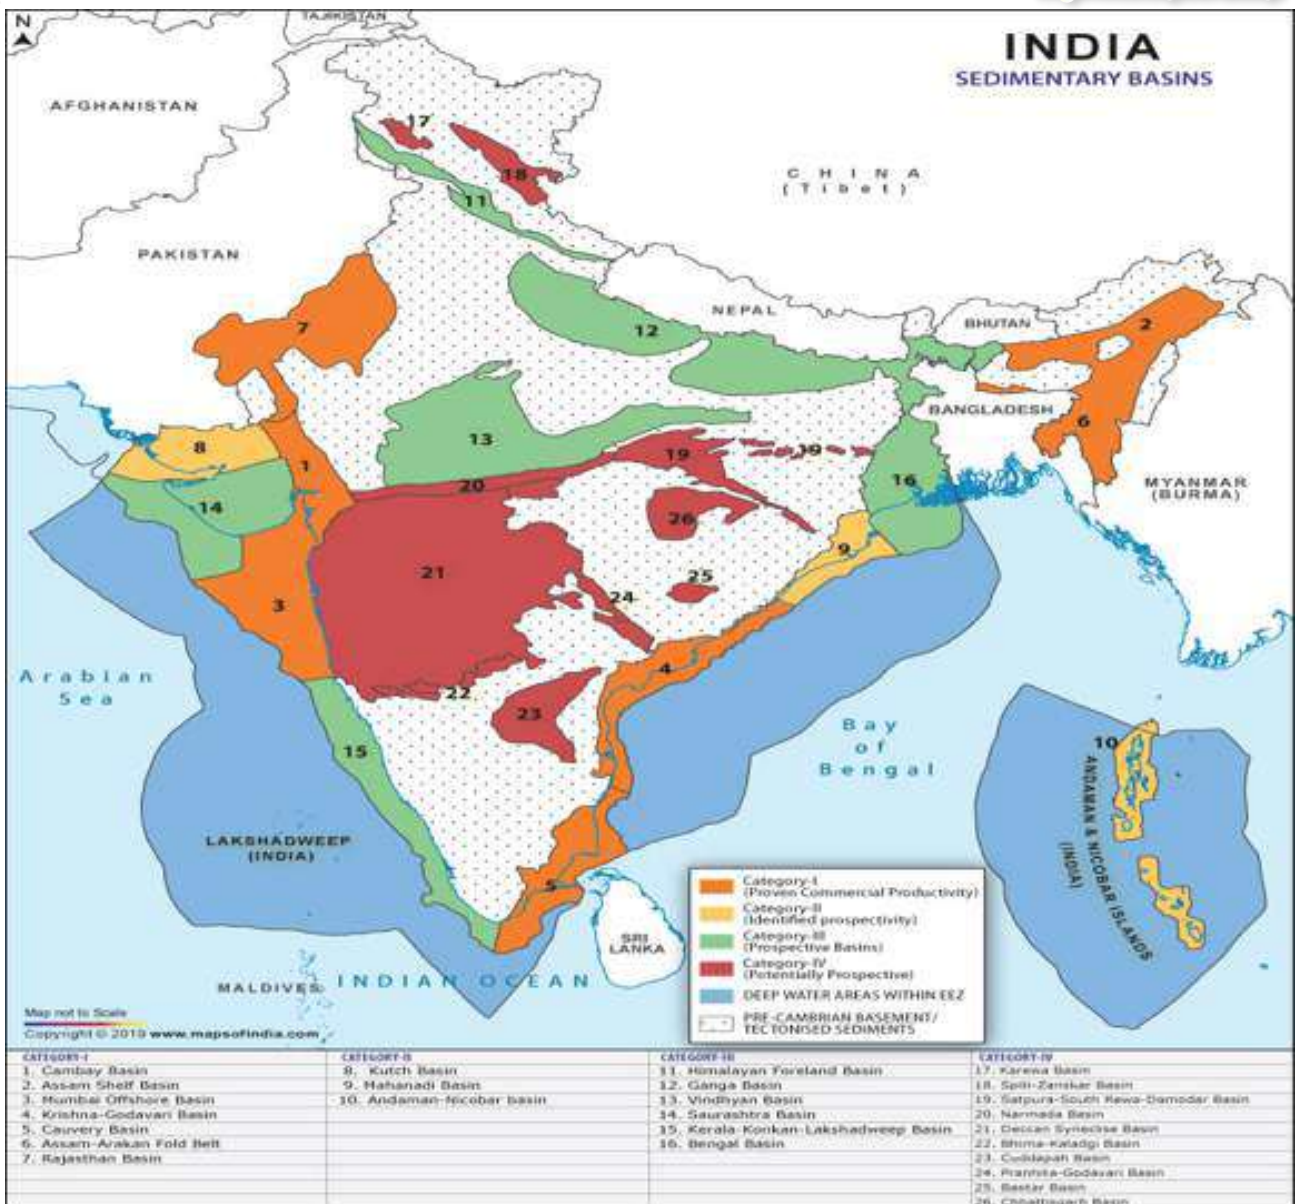 N
TAJIKISTAN
INDIA
SEDIMENTARY BASINS
AFGHANISTAN
17
18
C H I N A
(Tibet)
11
PAKISTAN
7
NEPAL
12
BHUTAN
2
BANGLADESH
6
8
13
1
19
19
20
16
MYANMAR
(BURMA)
14
26
9
21
25
3
24
4
Arabian
Sea
22
23
15
Bay
of
Bengal
10
ANDAMAN & NICOBAR ISLANDS
(INDIA)
LAKSHADWEEP
(INDIA)
5
SRI
LANKA
MALDIVES
INDIAN OCEAN
Category-I
(Proven Commercial Productivity)
Category-II
(Identified prospectivity)
Category-III
(Prospective Basins)
Category-IV
(Potentially Prospective)
DEEP WATER AREAS WITHIN EEZ
PRE-CAMBRIAN BASEMENT/
TECTONISED SEDIMENTS
Map not to Scale
Copyright © 2019 www.mapsofindia.com
CATEGORY-I
1. Cambay Basin
2. Assam Shelf Basin
3. Mumbai Offshore Basin
4. Krishna-Godavari Basin
5. Cauvery Basin
6. Assam-Arakan Fold Belt
7. Rajasthan Basin
CATEGORY-II
8. Kutch Basin
9. Mahanadi Basin
10. Andaman-Nicobar basin
CATEGORY-III
11. Himalayan Foreland Basin
12. Ganga Basin
13. Vindhyan Basin
14. Saurashtra Basin
15. Kerala-Konkan-Lakshadweep Basin
16. Bengal Basin
CATEGORY-IV
17. Karewa Basin
18. Spiti-Zanskar Basin
19. Satpura-South Rewa-Damodar Basin
20. Narmada Basin
21. Deccan Syneclise Basin
22. Bhima-Kaladgi Basin
23. Cuddapah Basin
24. Pranhita-Godavari Basin
25. Bastar Basin
26. Chhattisgarh Basin